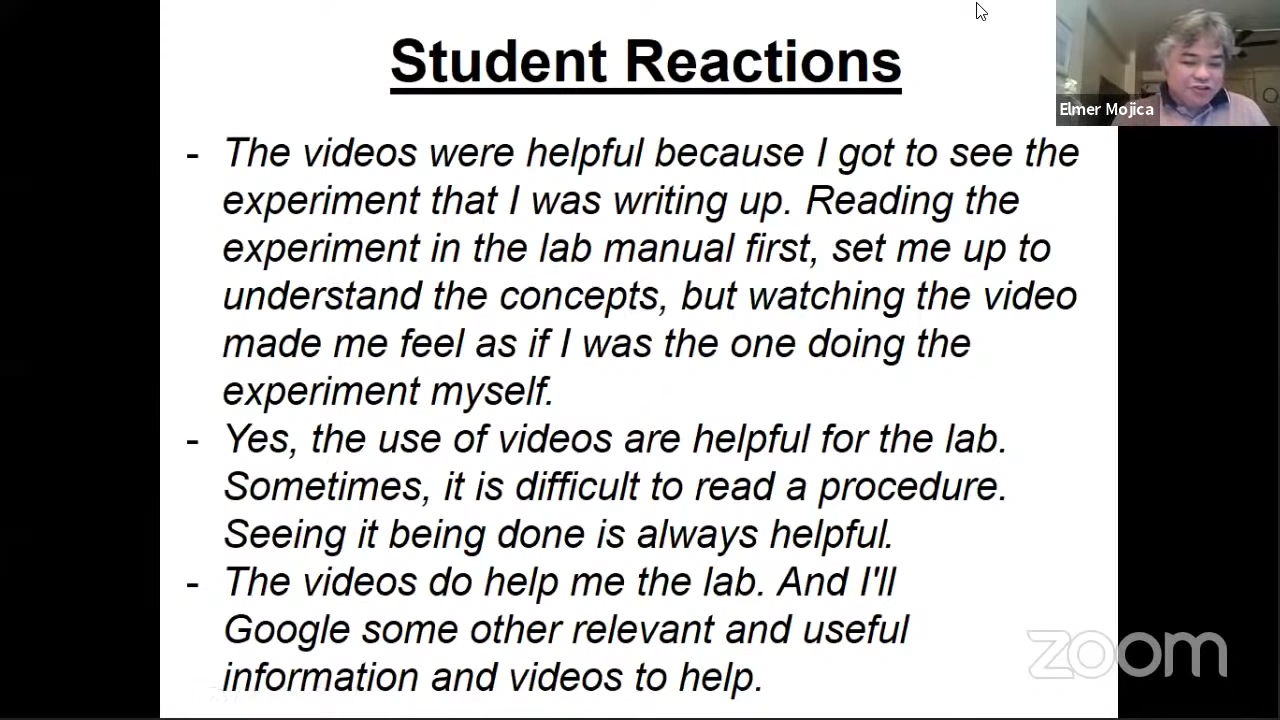 Student Reactions
Elmer Mojica
- The videos were helpful because I got to see the
experiment that I was writing up. Reading the
experiment in the lab manual first, set me up to
understand the concepts, but watching the video
made me feel as if I was the one doing the
experiment myself.
- Yes, the use of videos are helpful for the lab.
Sometimes, it is difficult to read a procedure.
Seeing it being done is always helpful.
- The videos do help me the lab. And I'll
Google some other relevant and useful
information and videos to help.
zoom